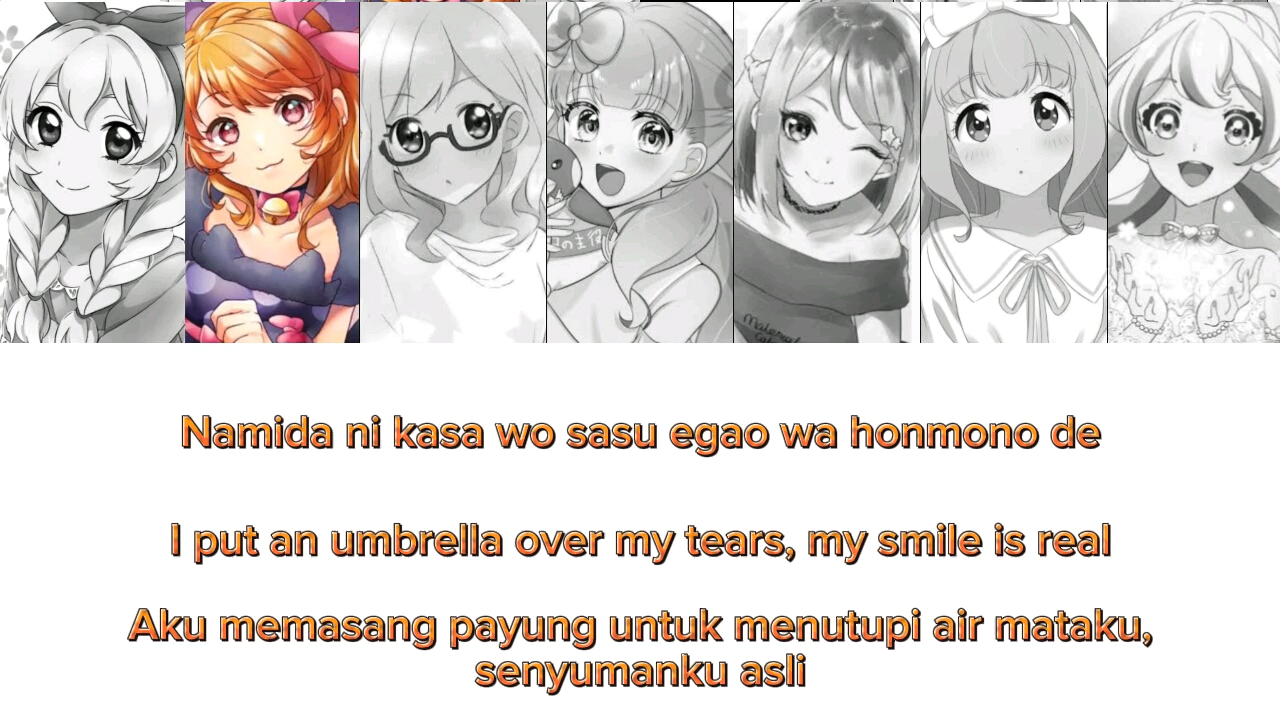 Namida ni kasa wo sasu egao wa honmono de
I put an umbrella over my tears, my smile is real
Aku memasang payung untuk menutupi air mataku,
senyumanku asli